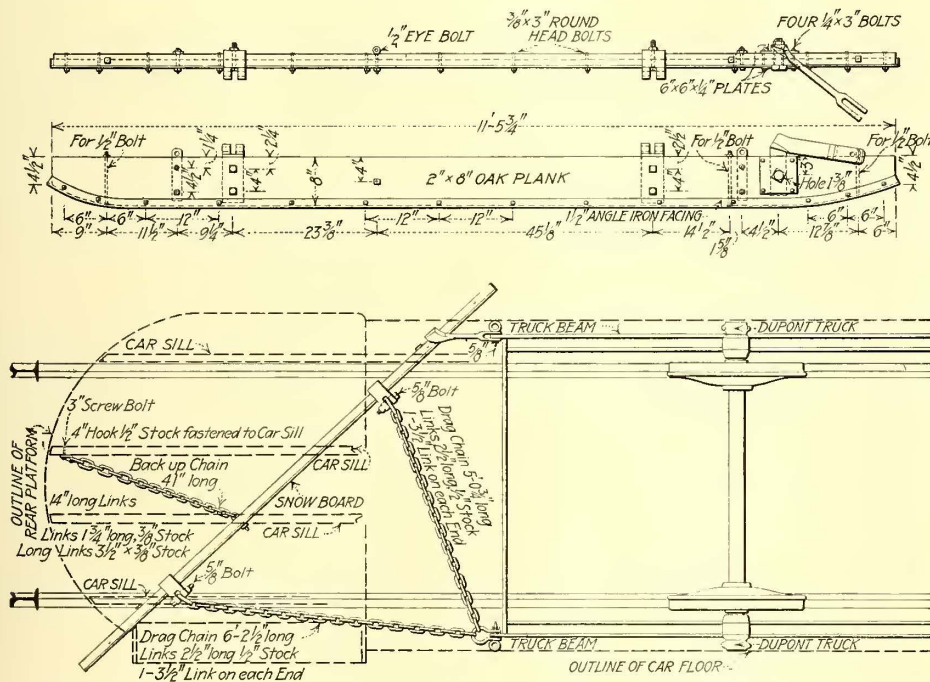 1/2" EYE BOLT
3/8" × 3" ROUND
HEAD BOLTS
FOUR 1/4" × 3" BOLTS
6" × 6" × 1/4" PLATES
11'-5 3/4"
For 1/2" Bolt
For 1/2" Bolt
For 1/2" Bolt
4 1/2"
4 1/2"
1 1/4"
2 1/4"
4"
8"
4"
2" × 8" OAK PLANK
2 1/2"
4"
3"
Hole 1 3/8"
4 1/2"
6"
6"
12"
12"
12"
1 1/2" ANGLE IRON FACING
6"
6"
9"
11 1/2"
9 1/4"
23 3/8"
45 1/8"
14 1/2"
1 5/8"
4 1/2"
12 7/8"
6"
CAR SILL
TRUCK BEAM
DUPONT TRUCK
5/8"
5/8" Bolt
3" Screw Bolt
4" Hook 1/2" Stock fastened to Car Sill
CAR SILL
Back up Chain
41" long
SNOW BOARD
14" long Links
CAR SILL
Links 1 3/4" long, 3/8" Stock
Long Links 3 1/2" × 3/8" Stock
OUTLINE OF
REAR PLATFORM
Drag Chain 5'-0 3/4" long
Links 2 1/2" long, 1/2" Stock
1-3 1/2" Link on each End
5/8" Bolt
CAR SILL
Drag Chain 6'-2 1/2" long
Links 2 1/2" long 1/2" Stock
1-3 1/2" Link on each End
TRUCK BEAM
DUPONT TRUCK
OUTLINE OF CAR FLOOR